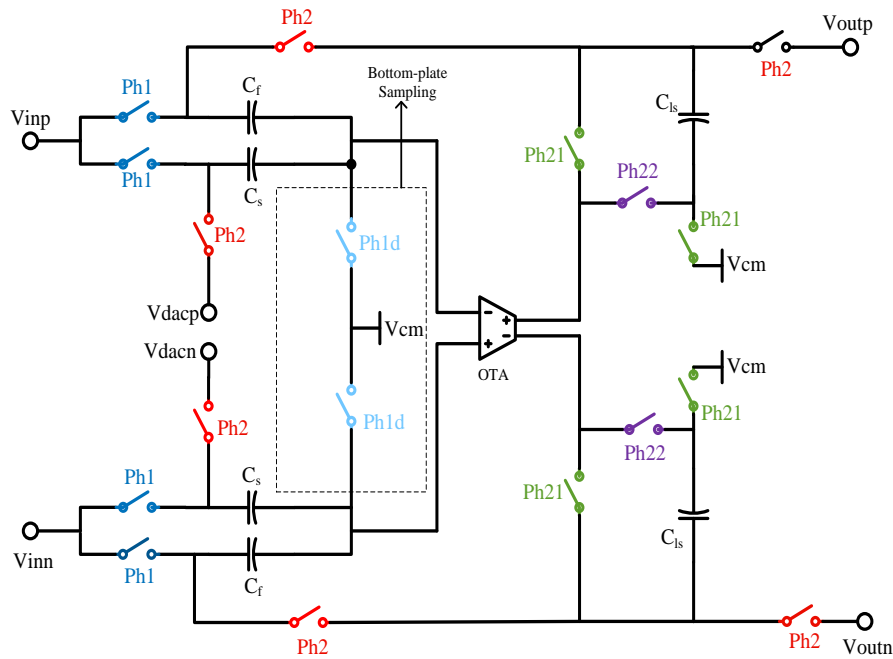 Ph2
Voutp
Bottom-plate
Sampling
Ph2
Ph1
Cf
Cls
Vinp
Ph21
Ph1
Cs
Ph22
Ph21
Ph2
Ph1d
Vcm
Vdacp
Vcm
Vdacn
- +
+ -
OTA
Vcm
Ph1d
Ph21
Ph2
Ph22
Ph1
Cs
Ph21
Cls
Vinn
Ph1
Cf
Ph2
Ph2
Voutn